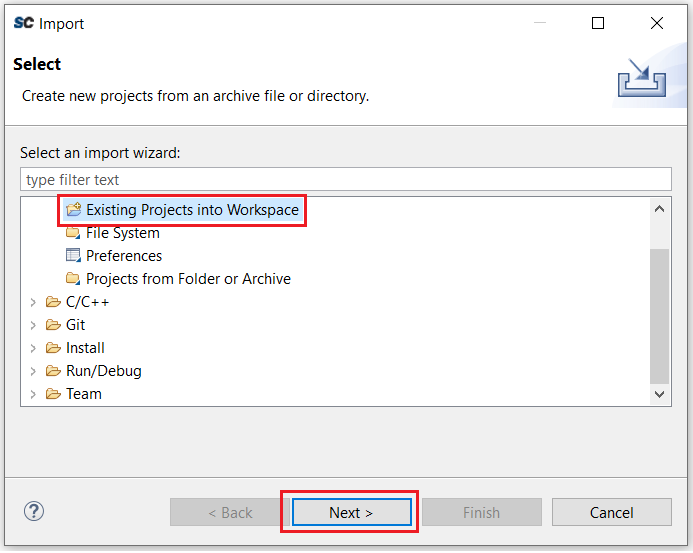 SC Import
Select
Create new projects from an archive file or directory.
Select an import wizard:
type filter text
Existing Projects into Workspace
File System
Preferences
Projects from Folder or Archive
C/C++
Git
Install
Run/Debug
Team
? < Back Next > Finish Cancel